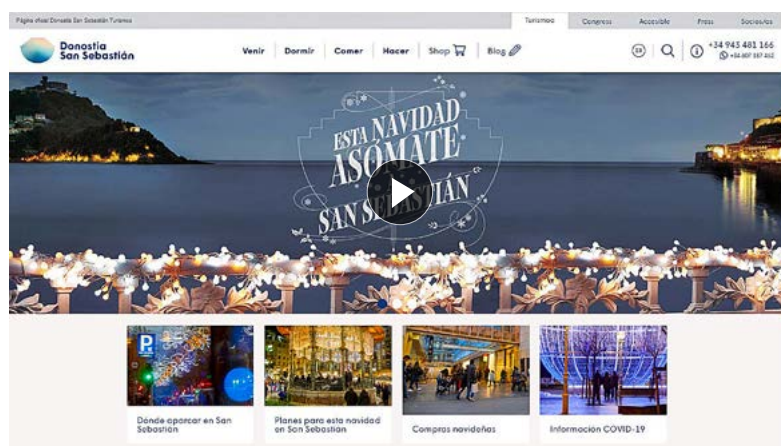 Página oficial Donostia San Sebastián Turismoa
Turismoa
Congress
Accesible
Press
Socios/as
Donostia
San Sebastián
Venir
Dormir
Comer
Hacer
Shop
Blog
ES
+34 943 481 166
ESTA NAVIDAD
ASÓMATE
SAN SEBASTIÁN
P
Dónde aparcar en San
Sebastián
Planes para esta navidad
en San Sebastián
Compras navideñas
Información COVID-19